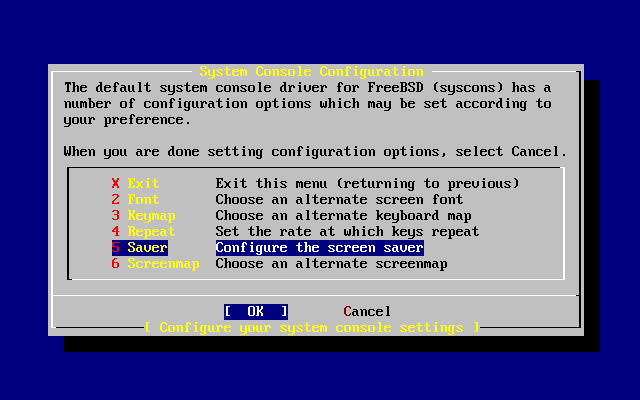 System Console Configuration
The default system console driver for FreeBSD (syscons) has a
number of configuration options which may be set according to
your preference.
When you are done setting configuration options, select Cancel.
X Exit Exit this menu (returning to previous)
2 Font Choose an alternate screen font
3 Keymap Choose an alternate keyboard map
4 Repeat Set the rate at which keys repeat
5 Saver Configure the screen saver
6 Screenmap Choose an alternate screenmap
[ OK ] Cancel
[ Configure your system console settings ]